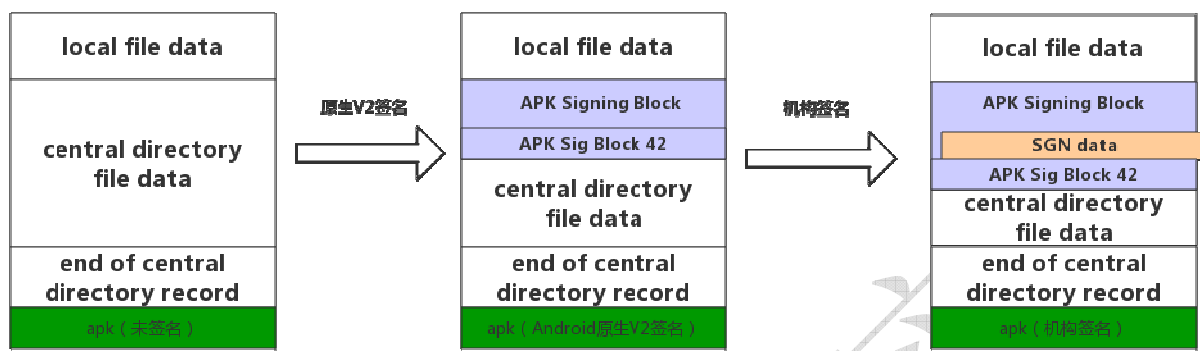 local file data
central directory
file data
end of central
directory record
apk（未签名）
原生V2签名
local file data
APK Signing Block
APK Sig Block 42
central directory
file data
end of central
directory record
apk（Android原生V2签名）
机构签名
local file data
APK Signing Block
SGN data
APK Sig Block 42
central directory
file data
end of central
directory record
apk（机构签名）